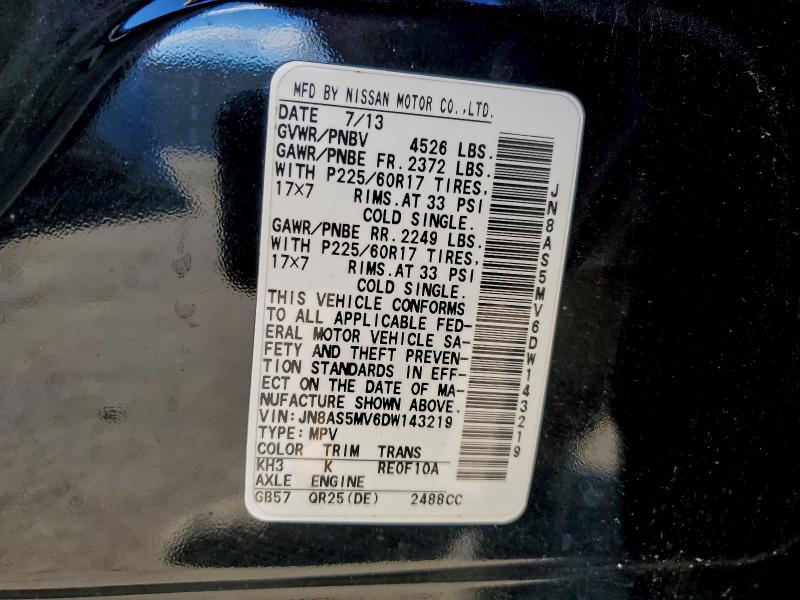 MFD BY NISSAN MOTOR CO.,LTD.
DATE 7/13
GVWR/PNBV 4526 LBS.
GAWR/PNBE FR. 2372 LBS.
WITH P225/60R17 TIRES,
17×7 RIMS.AT 33 PSI
COLD SINGLE.
GAWR/PNBE RR. 2249 LBS.
WITH P225/60R17 TIRES,
17×7 RIMS.AT 33 PSI
COLD SINGLE.
THIS VEHICLE CONFORMS
TO ALL APPLICABLE FED-
ERAL MOTOR VEHICLE SA-
FETY AND THEFT PREVEN-
TION STANDARDS IN EFF-
ECT ON THE DATE OF MA-
NUFACTURE SHOWN ABOVE.
VIN:JN8AS5MV6DW143219
TYPE:MPV
COLOR TRIM TRANS
KH3 K RE0F10A
AXLE ENGINE
GB57 QR25(DE) 2488CC
JN8AS5MV6DW143219